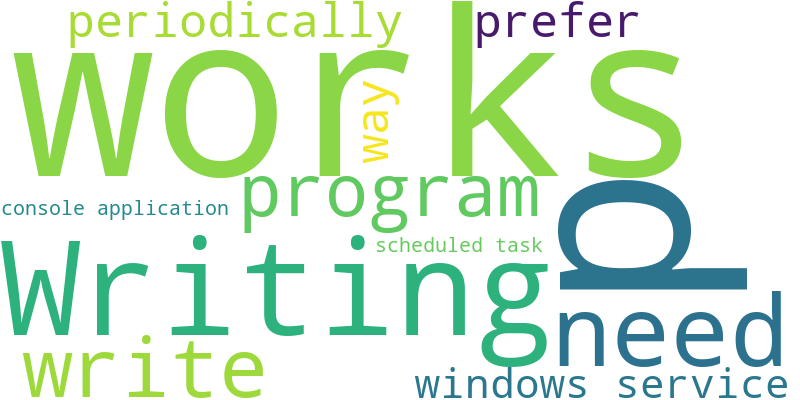 periodically
prefer
works
way
program
console application
scheduled task
p
Writing
need
write
windows service